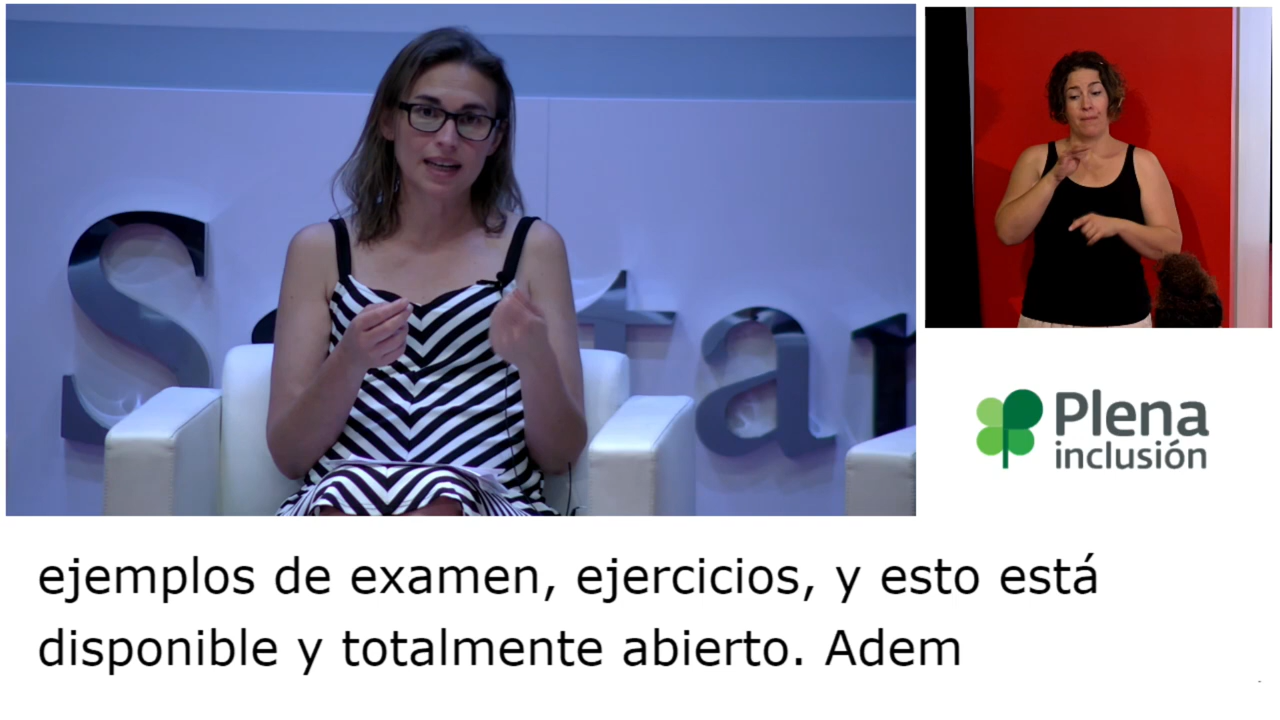 Plena
inclusión
ejemplos de examen, ejercicios, y esto está
disponible y totalmente abierto. Adem